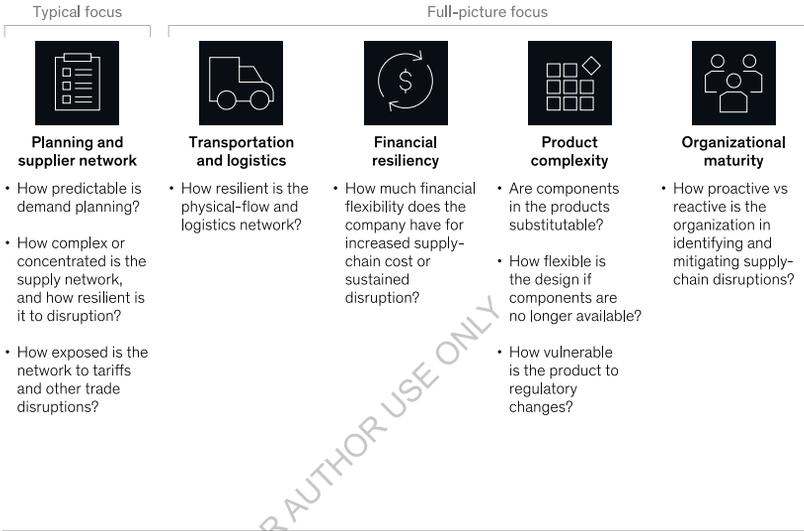 Typical focus
Full-picture focus
Planning and
supplier network
• How predictable is
demand planning?
• How complex or
concentrated is the
supply network,
and how resilient is
it to disruption?
• How exposed is the
network to tariffs
and other trade
disruptions?
Transportation
and logistics
• How resilient is the
physical-flow and
logistics network?
Financial
resiliency
• How much financial
flexibility does the
company have for
increased supply-
chain cost or
sustained
disruption?
Product
complexity
• Are components
in the products
substitutable?
• How flexible is
the design if
components are
no longer available?
• How vulnerable
is the product to
regulatory
changes?
Organizational
maturity
• How proactive vs
reactive is the
organization in
identifying and
mitigating supply-
chain disruptions?
$
R AUTHOR USE ONLY